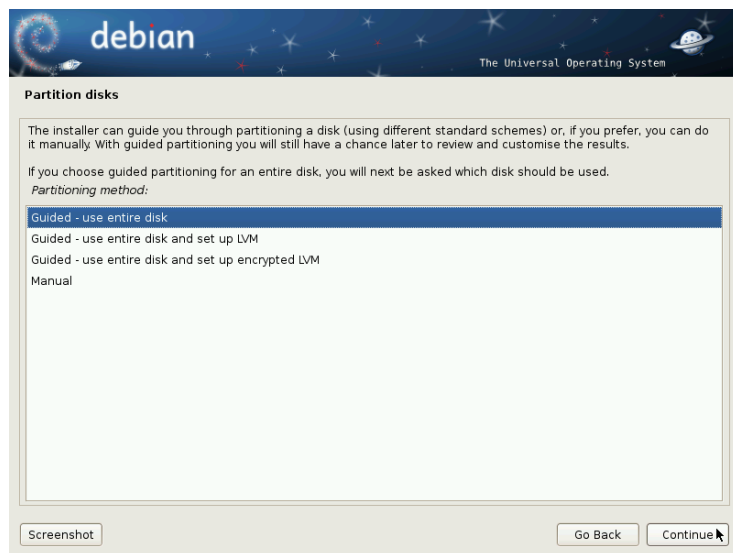 debian
The Universal Operating System
Partition disks
The installer can guide you through partitioning a disk (using different standard schemes) or, if you prefer, you can do
it manually. With guided partitioning you will still have a chance later to review and customise the results.
If you choose guided partitioning for an entire disk, you will next be asked which disk should be used.
Partitioning method:
Guided - use entire disk
Guided - use entire disk and set up LVM
Guided - use entire disk and set up encrypted LVM
Manual
Screenshot
Go Back
Continue